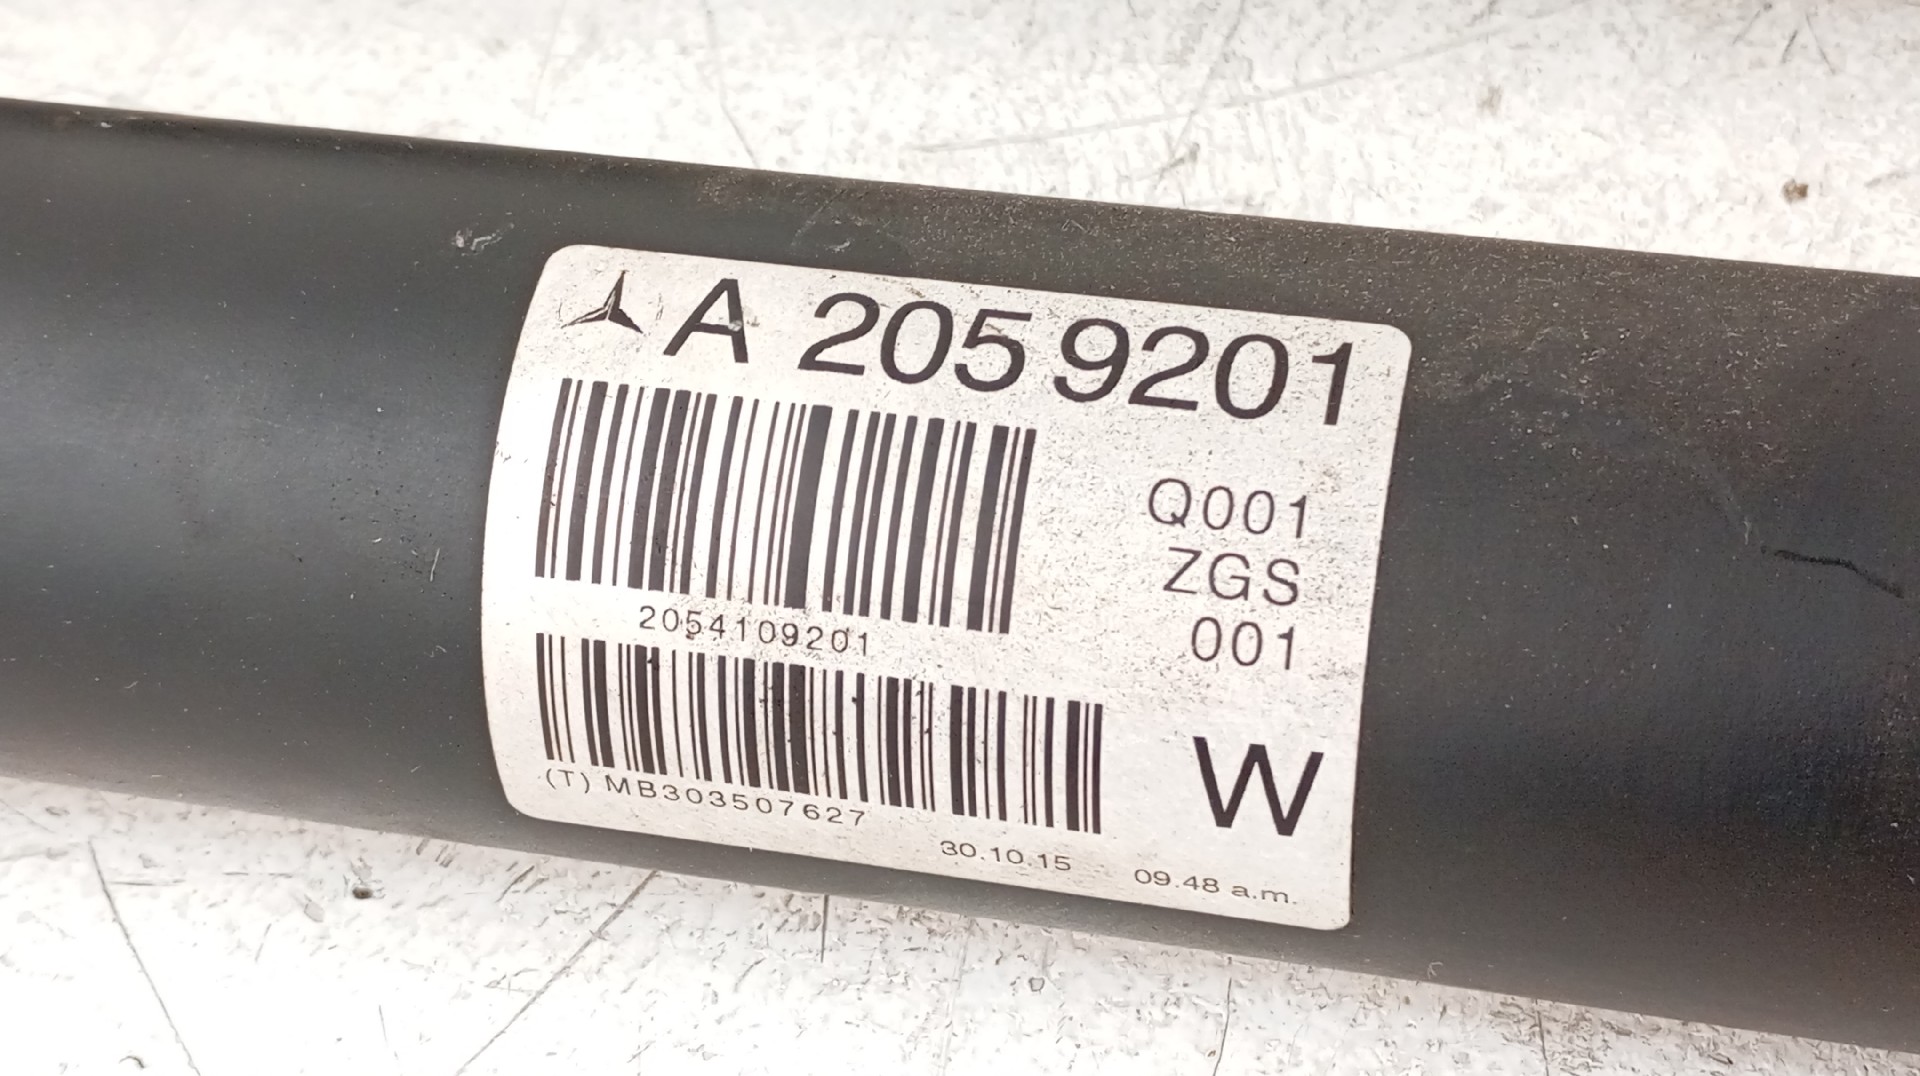 A 205 9201
Q001
ZGS
001
2054109201
W
(T) MB303507627
30.10.15 09.48 a.m.